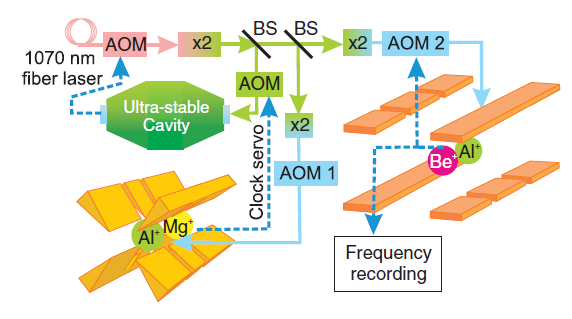 BS BS
AOM x2 x2 AOM 2
1070 nm
fiber laser
AOM
Ultra-stable
Cavity
x2
Clock servo
AOM 1
Be+ Al+
Mg+
Al+
Frequency
recording